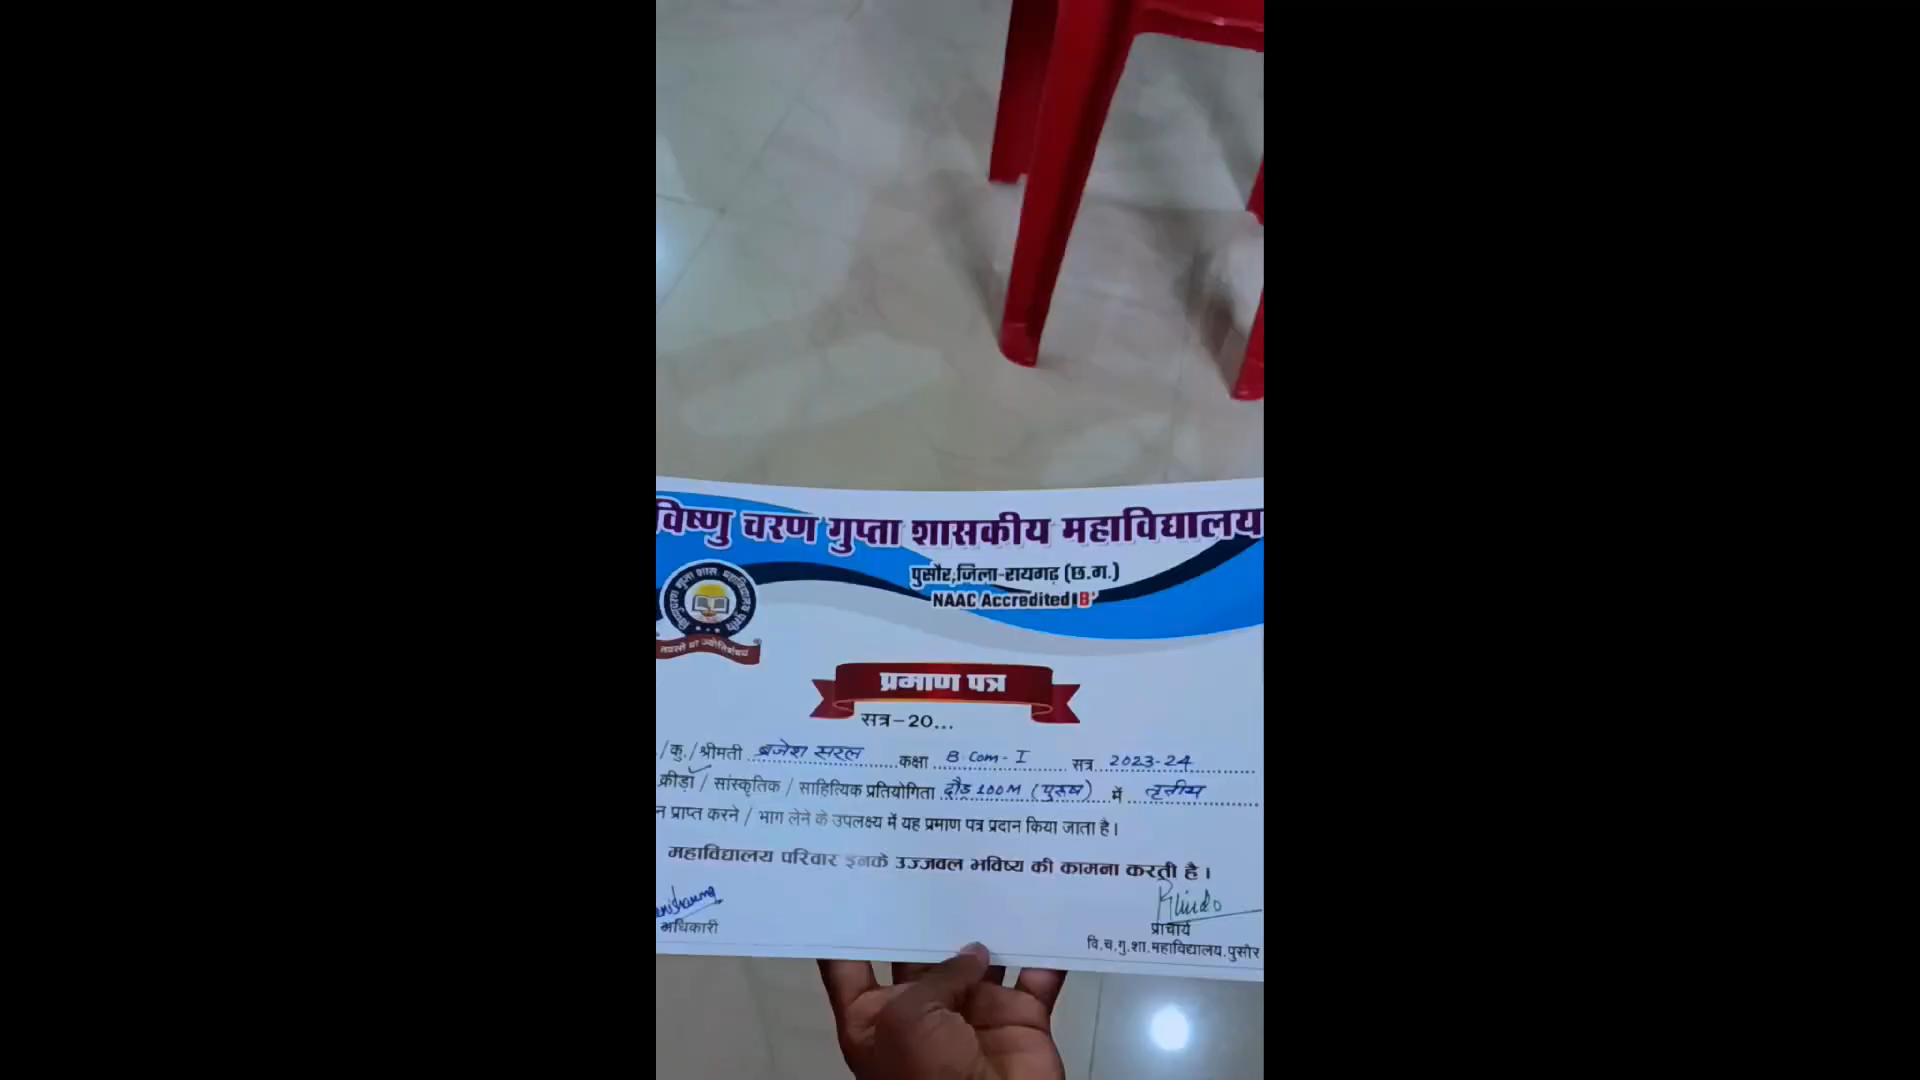 विष्णु चरण गुप्ता शासकीय महाविद्यालय
पुसौर,जिला-रायगढ़ (छ.ग.)
NAAC Accredited 'B'
प्रमाण पत्र
सत्र-20...
/कु./श्रीमती ब्रजेश सरल कक्षा B.Com-I सत्र 2023-24
क्रीड़ा / सांस्कृतिक / साहित्यिक प्रतियोगिता दौड़ 100M (पुरुष) में तृतीय
न प्राप्त करने / भाग लेने के उपलक्ष्य में यह प्रमाण पत्र प्रदान किया जाता है।
महाविद्यालय परिवार इनके उज्जवल भविष्य की कामना करती है।
अधिकारी
प्राचार्य
वि.च.गु.शा.महाविद्यालय.पुसौर